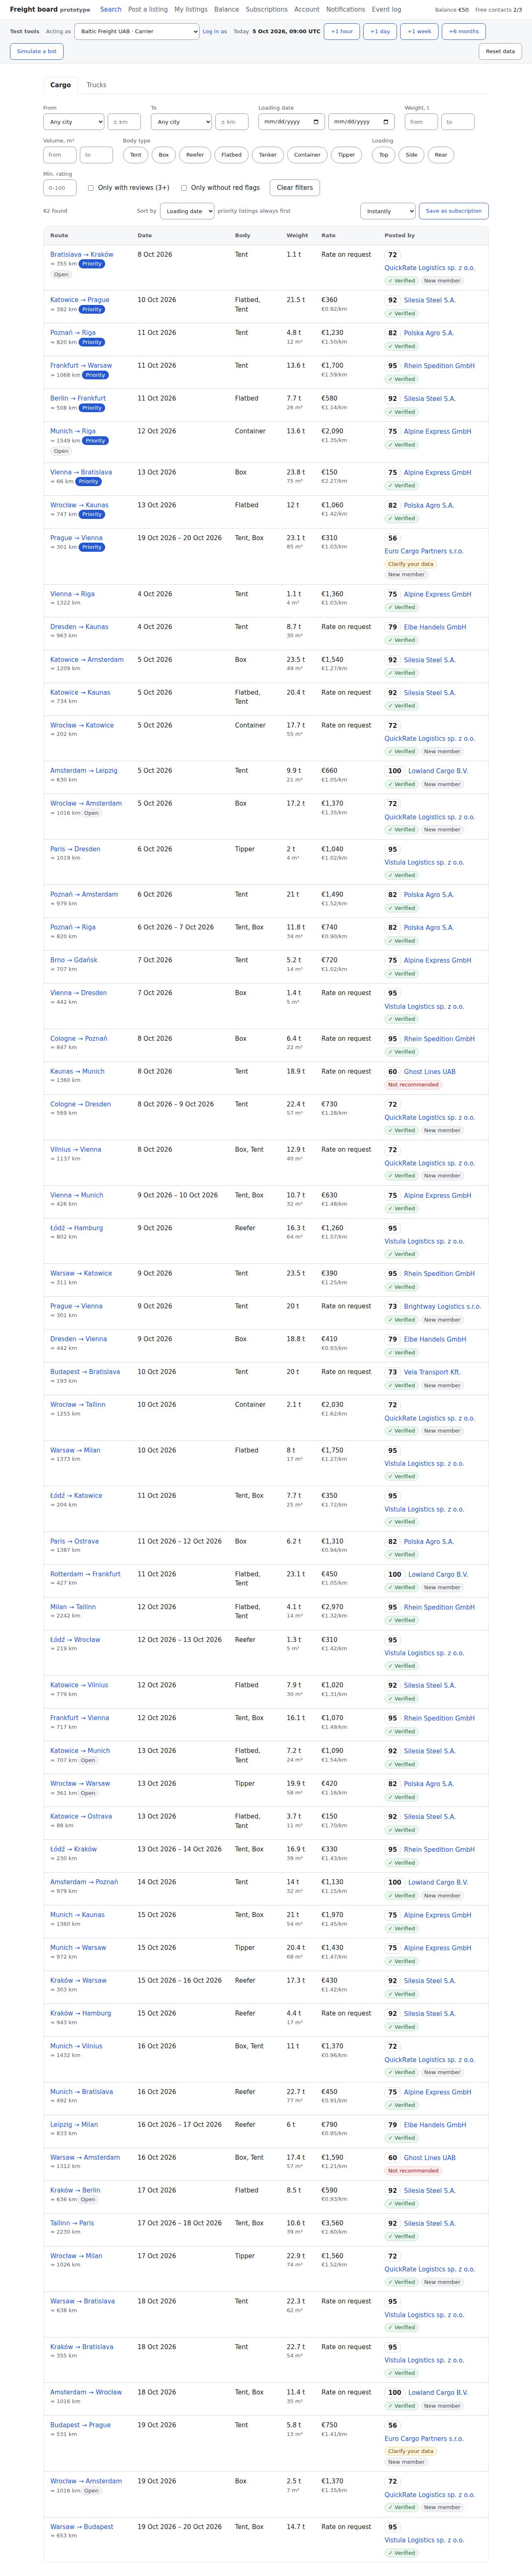 Freight board prototype Search Post a listing My listings Balance Subscriptions Account Notifications Event log Balance €50 Free contacts 2/3
Test tools Acting as Baltic Freight UAB · Carrier Log in as Today 5 Oct 2026, 09:00 UTC +1 hour +1 day +1 week +6 months
Simulate a bot Reset data
Cargo Trucks
From To Loading date Weight, t
Any city ± km Any city ± km mm/dd/yyyy mm/dd/yyyy from to
Volume, m³ Body type Loading
from to Tent Box Reefer Flatbed Tanker Container Tipper Top Side Rear
Min. rating
0–100 Only with reviews (3+) Only without red flags Clear filters
62 found Sort by Loading date priority listings always first Instantly Save as subscription
Route Date Body Weight Rate Posted by
Bratislava → Kraków 8 Oct 2026 Tent 1.1 t Rate on request 72
≈ 355 km Priority QuickRate Logistics sp. z o.o.
Open ✓ Verified New member
Katowice → Prague 10 Oct 2026 Flatbed, 21.5 t €360 92 Silesia Steel S.A.
≈ 392 km Priority Tent €0.92/km ✓ Verified
Poznań → Riga 11 Oct 2026 Tent 4.8 t €1,230 82 Polska Agro S.A.
≈ 820 km Priority 12 m³ €1.50/km ✓ Verified
Frankfurt → Warsaw 11 Oct 2026 Tent 13.6 t €1,700 95 Rhein Spedition GmbH
≈ 1068 km Priority €1.59/km ✓ Verified
Berlin → Frankfurt 11 Oct 2026 Flatbed 7.7 t €580 92 Silesia Steel S.A.
≈ 508 km Priority 26 m³ €1.14/km ✓ Verified
Munich → Riga 12 Oct 2026 Container 13.6 t €2,090 75 Alpine Express GmbH
≈ 1549 km Priority €1.35/km ✓ Verified
Open
Vienna → Bratislava 13 Oct 2026 Box 23.8 t €150 75 Alpine Express GmbH
≈ 66 km Priority 75 m³ €2.27/km ✓ Verified
Wrocław → Kaunas 13 Oct 2026 Flatbed 12 t €1,060 82 Polska Agro S.A.
≈ 747 km Priority €1.42/km ✓ Verified
Prague → Vienna 19 Oct 2026 – 20 Oct 2026 Tent, Box 23.1 t €310 56
≈ 301 km Priority 85 m³ €1.03/km Euro Cargo Partners s.r.o.
Clarify your data
New member
Vienna → Riga 4 Oct 2026 Tent 1.1 t €1,360 75 Alpine Express GmbH
≈ 1322 km 4 m³ €1.03/km ✓ Verified
Dresden → Kaunas 4 Oct 2026 Tent 8.7 t Rate on request 79 Elbe Handels GmbH
≈ 963 km 30 m³ ✓ Verified
Katowice → Amsterdam 5 Oct 2026 Box 23.5 t €1,540 92 Silesia Steel S.A.
≈ 1209 km 49 m³ €1.27/km ✓ Verified
Katowice → Kaunas 5 Oct 2026 Flatbed, 20.4 t Rate on request 92 Silesia Steel S.A.
≈ 734 km Tent ✓ Verified
Wrocław → Katowice 5 Oct 2026 Container 17.7 t Rate on request 72
≈ 202 km 55 m³ QuickRate Logistics sp. z o.o.
✓ Verified New member
Amsterdam → Leipzig 5 Oct 2026 Tent 9.9 t €660 100 Lowland Cargo B.V.
≈ 630 km 21 m³ €1.05/km ✓ Verified New member
Wrocław → Amsterdam 5 Oct 2026 Box 17.2 t €1,370 72
≈ 1016 km Open €1.35/km QuickRate Logistics sp. z o.o.
✓ Verified New member
Paris → Dresden 6 Oct 2026 Tipper 2 t €1,040 95
≈ 1019 km 4 m³ €1.02/km Vistula Logistics sp. z o.o.
✓ Verified
Poznań → Amsterdam 6 Oct 2026 Tent 21 t €1,490 82 Polska Agro S.A.
≈ 979 km €1.52/km ✓ Verified
Poznań → Riga 6 Oct 2026 – 7 Oct 2026 Tent, Box 11.8 t €740 82 Polska Agro S.A.
≈ 820 km 34 m³ €0.90/km ✓ Verified
Brno → Gdańsk 7 Oct 2026 Tent 5.2 t €720 75 Alpine Express GmbH
≈ 707 km 14 m³ €1.02/km ✓ Verified
Vienna → Dresden 7 Oct 2026 Box 1.4 t Rate on request 95
≈ 442 km 5 m³ Vistula Logistics sp. z o.o.
✓ Verified
Cologne → Poznań 8 Oct 2026 Box 6.4 t Rate on request 95 Rhein Spedition GmbH
≈ 847 km 22 m³ ✓ Verified
Kaunas → Munich 8 Oct 2026 Tent 18.9 t Rate on request 60 Ghost Lines UAB
≈ 1360 km Not recommended
Cologne → Dresden 8 Oct 2026 – 9 Oct 2026 Tent 22.4 t €730 72
≈ 569 km 57 m³ €1.28/km QuickRate Logistics sp. z o.o.
✓ Verified New member
Vilnius → Vienna 8 Oct 2026 Box, Tent 12.9 t Rate on request 72
≈ 1137 km 40 m³ QuickRate Logistics sp. z o.o.
✓ Verified New member
Vienna → Munich 9 Oct 2026 – 10 Oct 2026 Tent, Box 10.7 t €630 75 Alpine Express GmbH
≈ 426 km 32 m³ €1.48/km ✓ Verified
Łódź → Hamburg 9 Oct 2026 Reefer 16.3 t €1,260 95
≈ 802 km 64 m³ €1.57/km Vistula Logistics sp. z o.o.
✓ Verified
Warsaw → Katowice 9 Oct 2026 Tent 23.5 t €390 95 Rhein Spedition GmbH
≈ 311 km €1.25/km ✓ Verified
Prague → Vienna 9 Oct 2026 Tent 20 t Rate on request 73 Brightway Logistics s.r.o.
≈ 301 km ✓ Verified New member
Dresden → Vienna 9 Oct 2026 Box 18.8 t €410 79 Elbe Handels GmbH
≈ 442 km €0.93/km ✓ Verified
Budapest → Bratislava 10 Oct 2026 Tent 20 t Rate on request 73 Vela Transport Kft.
≈ 193 km ✓ Verified New member
Wrocław → Tallinn 10 Oct 2026 Container 2.1 t €2,030 72
≈ 1255 km €1.62/km QuickRate Logistics sp. z o.o.
✓ Verified New member
Warsaw → Milan 10 Oct 2026 Flatbed 8 t €1,750 95
≈ 1373 km 17 m³ €1.27/km Vistula Logistics sp. z o.o.
✓ Verified
Łódź → Katowice 11 Oct 2026 Tent, Box 7.7 t €350 95
≈ 204 km 25 m³ €1.72/km Vistula Logistics sp. z o.o.
✓ Verified
Paris → Ostrava 11 Oct 2026 – 12 Oct 2026 Box 6.2 t €1,310 82 Polska Agro S.A.
≈ 1387 km €0.94/km ✓ Verified
Rotterdam → Frankfurt 11 Oct 2026 Flatbed, 23.1 t €450 100 Lowland Cargo B.V.
≈ 427 km Tent €1.05/km ✓ Verified New member
Milan → Tallinn 12 Oct 2026 Flatbed, 4.1 t €2,970 95 Rhein Spedition GmbH
≈ 2242 km Tent 14 m³ €1.32/km ✓ Verified
Łódź → Wrocław 12 Oct 2026 – 13 Oct 2026 Reefer 1.3 t €310 95
≈ 219 km 5 m³ €1.42/km Vistula Logistics sp. z o.o.
✓ Verified
Katowice → Vilnius 12 Oct 2026 Flatbed 7.9 t €1,020 92 Silesia Steel S.A.
≈ 779 km 30 m³ €1.31/km ✓ Verified
Frankfurt → Vienna 12 Oct 2026 Tent, Box 16.1 t €1,070 95 Rhein Spedition GmbH
≈ 717 km €1.49/km ✓ Verified
Katowice → Munich 13 Oct 2026 Flatbed, 7.2 t €1,090 92 Silesia Steel S.A.
≈ 707 km Open Tent 24 m³ €1.54/km ✓ Verified
Wrocław → Warsaw 13 Oct 2026 Tipper 19.9 t €420 82 Polska Agro S.A.
≈ 361 km Open 58 m³ €1.16/km ✓ Verified
Katowice → Ostrava 13 Oct 2026 Flatbed, 3.7 t €150 92 Silesia Steel S.A.
≈ 88 km Tent 11 m³ €1.70/km ✓ Verified
Łódź → Kraków 13 Oct 2026 – 14 Oct 2026 Tent, Box 16.9 t €330 95 Rhein Spedition GmbH
≈ 230 km 39 m³ €1.43/km ✓ Verified
Amsterdam → Poznań 14 Oct 2026 Tent 14 t €1,130 100 Lowland Cargo B.V.
≈ 979 km 32 m³ €1.15/km ✓ Verified New member
Munich → Kaunas 15 Oct 2026 Tent, Box 21 t €1,970 75 Alpine Express GmbH
≈ 1360 km 54 m³ €1.45/km ✓ Verified
Munich → Warsaw 15 Oct 2026 Tipper 20.4 t €1,430 75 Alpine Express GmbH
≈ 972 km 68 m³ €1.47/km ✓ Verified
Kraków → Warsaw 15 Oct 2026 – 16 Oct 2026 Reefer 17.3 t €430 92 Silesia Steel S.A.
≈ 303 km €1.42/km ✓ Verified
Kraków → Hamburg 15 Oct 2026 Reefer 4.4 t Rate on request 92 Silesia Steel S.A.
≈ 943 km 17 m³ ✓ Verified
Munich → Vilnius 16 Oct 2026 Box, Tent 11 t €1,370 72
≈ 1432 km €0.96/km QuickRate Logistics sp. z o.o.
✓ Verified New member
Munich → Bratislava 16 Oct 2026 Reefer 22.7 t €450 75 Alpine Express GmbH
≈ 492 km 77 m³ €0.91/km ✓ Verified
Leipzig → Milan 16 Oct 2026 – 17 Oct 2026 Reefer 6 t €790 79 Elbe Handels GmbH
≈ 833 km €0.95/km ✓ Verified
Warsaw → Amsterdam 16 Oct 2026 Box, Tent 17.4 t €1,590 60 Ghost Lines UAB
≈ 1312 km 57 m³ €1.21/km Not recommended
Kraków → Berlin 17 Oct 2026 Flatbed 8.5 t €590 92 Silesia Steel S.A.
≈ 636 km Open €0.93/km ✓ Verified
Tallinn → Paris 17 Oct 2026 – 18 Oct 2026 Tent, Box 10.6 t €3,560 92 Silesia Steel S.A.
≈ 2230 km 39 m³ €1.60/km ✓ Verified
Wrocław → Milan 17 Oct 2026 Tipper 22.9 t €1,560 72
≈ 1026 km 74 m³ €1.52/km QuickRate Logistics sp. z o.o.
✓ Verified New member
Warsaw → Bratislava 18 Oct 2026 Tent 22.3 t Rate on request 95
≈ 638 km 62 m³ Vistula Logistics sp. z o.o.
✓ Verified
Kraków → Bratislava 18 Oct 2026 Tent 22.7 t Rate on request 95
≈ 355 km 54 m³ Vistula Logistics sp. z o.o.
✓ Verified
Amsterdam → Wrocław 18 Oct 2026 Tent, Box 11.4 t Rate on request 100 Lowland Cargo B.V.
≈ 1016 km 35 m³ ✓ Verified New member
Budapest → Prague 19 Oct 2026 Tent 5.8 t €750 56
≈ 531 km 13 m³ €1.41/km Euro Cargo Partners s.r.o.
Clarify your data
New member
Wrocław → Amsterdam 19 Oct 2026 Box 2.5 t €1,370 72
≈ 1016 km Open 7 m³ €1.35/km QuickRate Logistics sp. z o.o.
✓ Verified New member
Warsaw → Budapest 19 Oct 2026 – 20 Oct 2026 Tent, Box 14.7 t Rate on request 95
≈ 653 km Vistula Logistics sp. z o.o.
✓ Verified